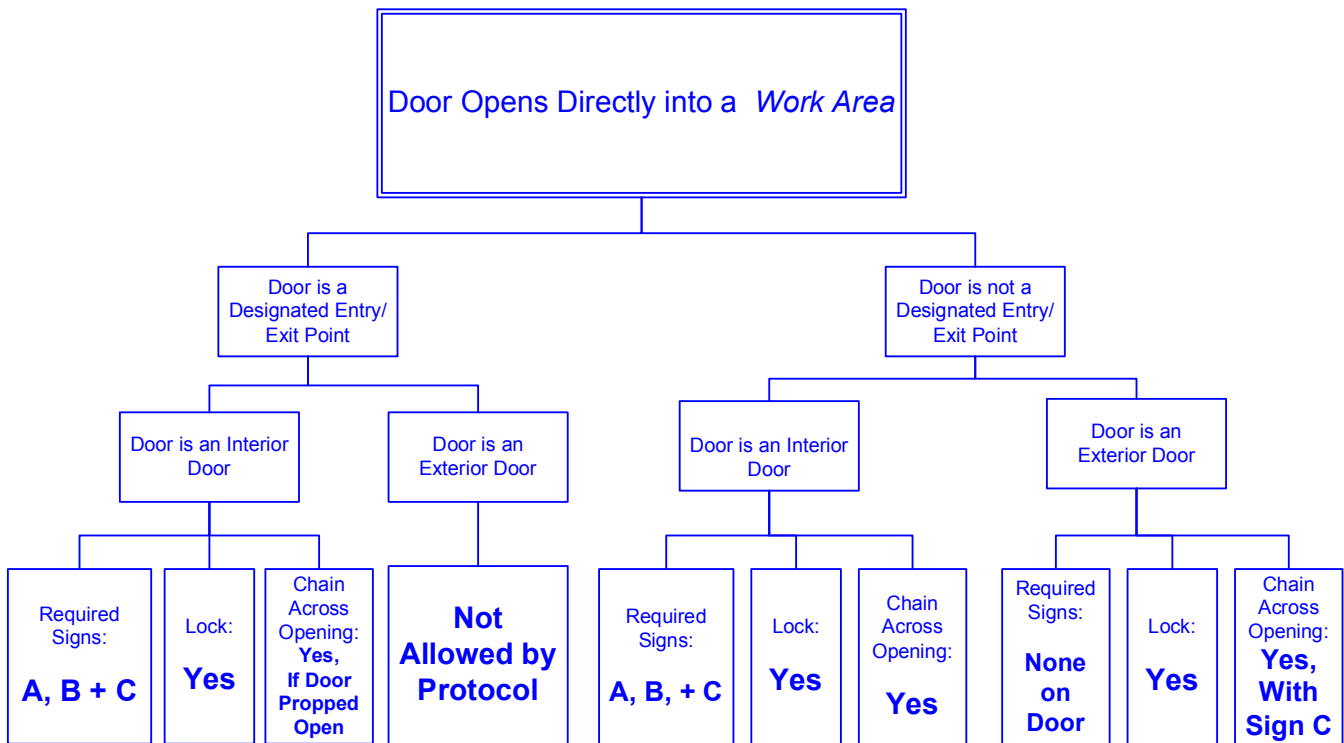 Door Opens Directly into a Work Area
Door is a
Designated Entry/
Exit Point
Door is not a
Designated Entry/
Exit Point
Door is an Interior
Door
Door is an
Exterior Door
Door is an Interior
Door
Door is an
Exterior Door
Required
Signs:
A, B + C
Lock:
Yes
Chain
Across
Opening:
Yes,
If Door
Propped
Open
Not
Allowed by
Protocol
Required
Signs:
A, B, + C
Lock:
Yes
Chain
Across
Opening:
Yes
Required
Signs:
None
on
Door
Lock:
Yes
Chain
Across
Opening:
Yes,
With
Sign C